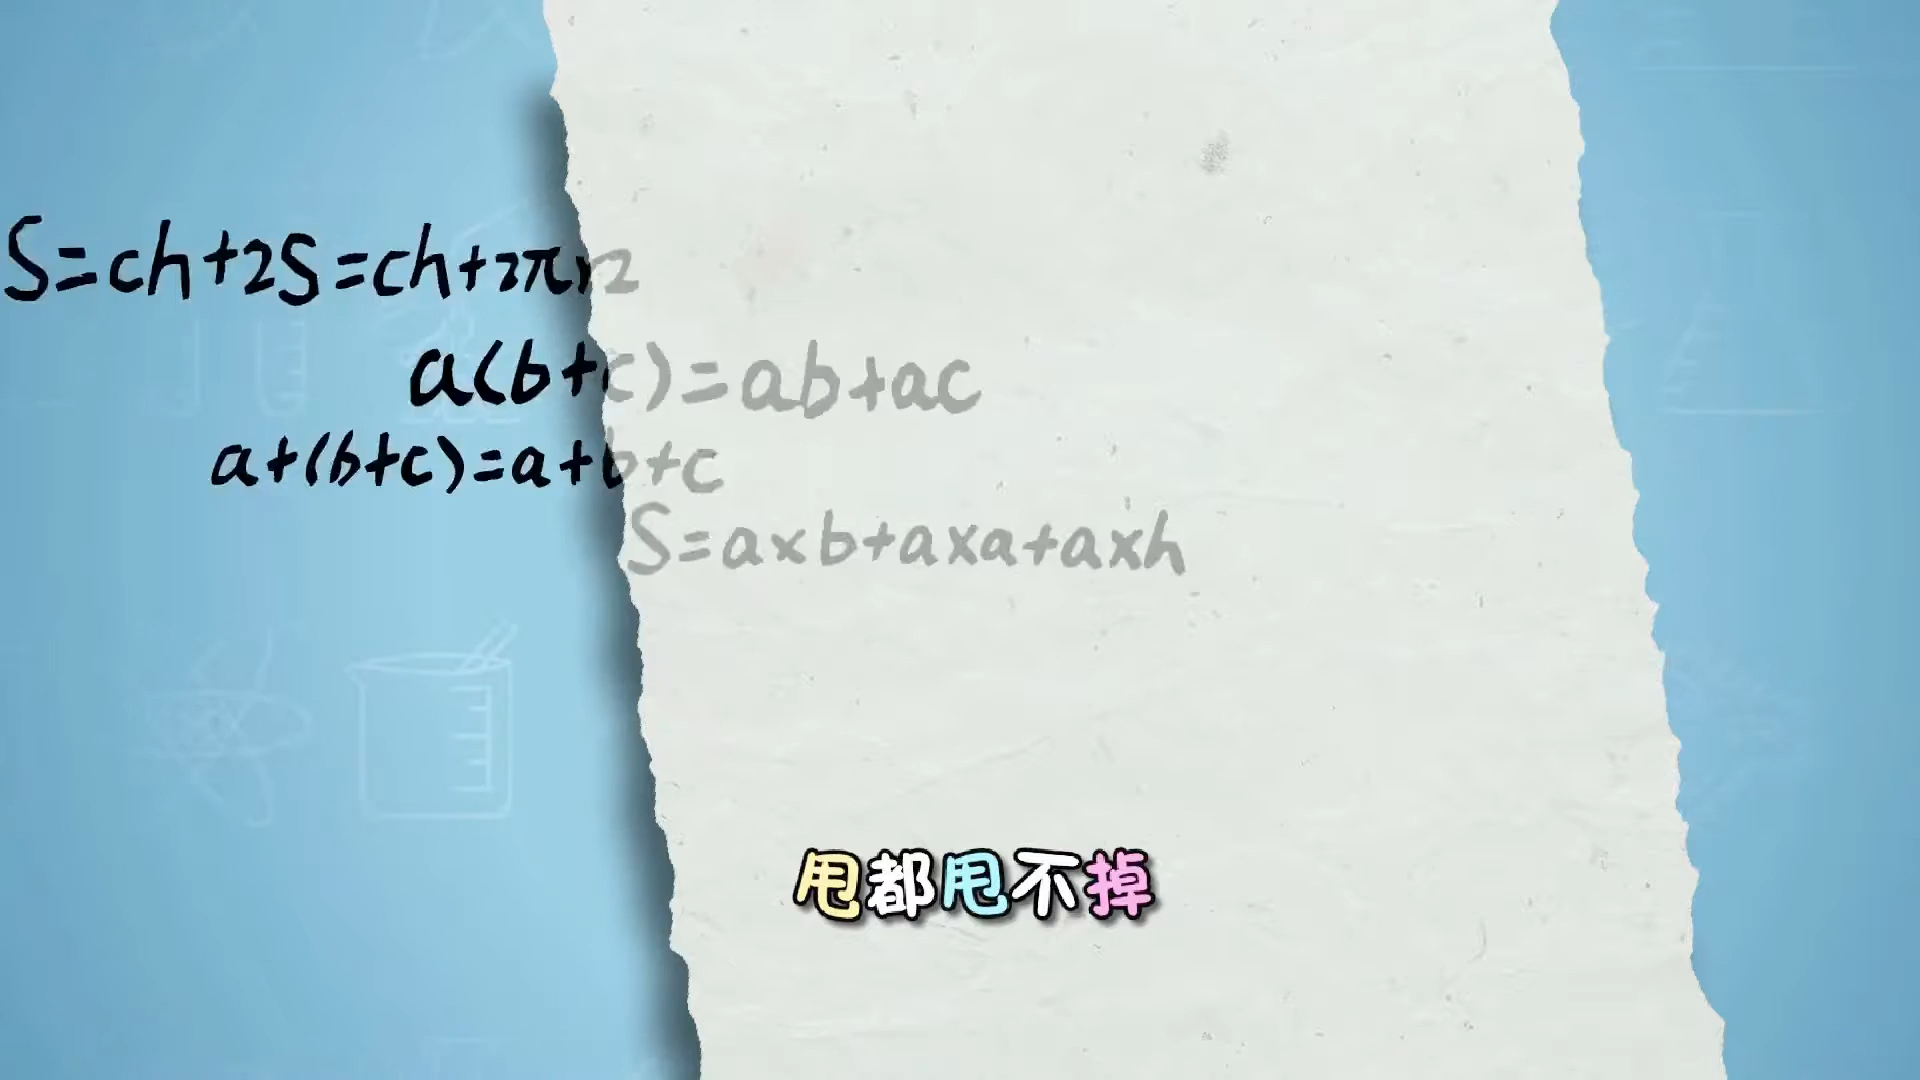 S=ch+2S=ch+2πr2
a(b+c)=ab+ac
a+(b+c)=a+b+c
S=a×b+a×a+a×h
甩都甩不掉